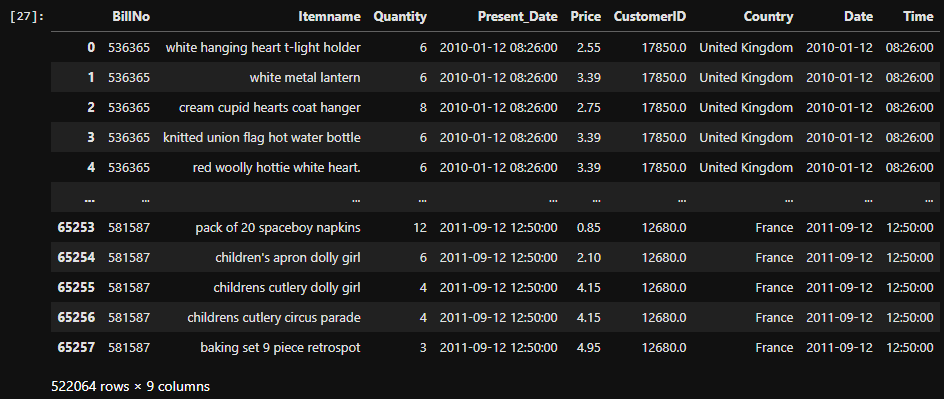 [27]: BillNo Itemname Quantity Present_Date Price CustomerID Country Date Time
0 536365 white hanging heart t-light holder 6 2010-01-12 08:26:00 2.55 17850.0 United Kingdom 2010-01-12 08:26:00
1 536365 white metal lantern 6 2010-01-12 08:26:00 3.39 17850.0 United Kingdom 2010-01-12 08:26:00
2 536365 cream cupid hearts coat hanger 8 2010-01-12 08:26:00 2.75 17850.0 United Kingdom 2010-01-12 08:26:00
3 536365 knitted union flag hot water bottle 6 2010-01-12 08:26:00 3.39 17850.0 United Kingdom 2010-01-12 08:26:00
4 536365 red woolly hottie white heart. 6 2010-01-12 08:26:00 3.39 17850.0 United Kingdom 2010-01-12 08:26:00
... ... ... ... ... ... ... ... ... ...
65253 581587 pack of 20 spaceboy napkins 12 2011-09-12 12:50:00 0.85 12680.0 France 2011-09-12 12:50:00
65254 581587 children's apron dolly girl 6 2011-09-12 12:50:00 2.10 12680.0 France 2011-09-12 12:50:00
65255 581587 childrens cutlery dolly girl 4 2011-09-12 12:50:00 4.15 12680.0 France 2011-09-12 12:50:00
65256 581587 childrens cutlery circus parade 4 2011-09-12 12:50:00 4.15 12680.0 France 2011-09-12 12:50:00
65257 581587 baking set 9 piece retrospot 3 2011-09-12 12:50:00 4.95 12680.0 France 2011-09-12 12:50:00
522064 rows × 9 columns